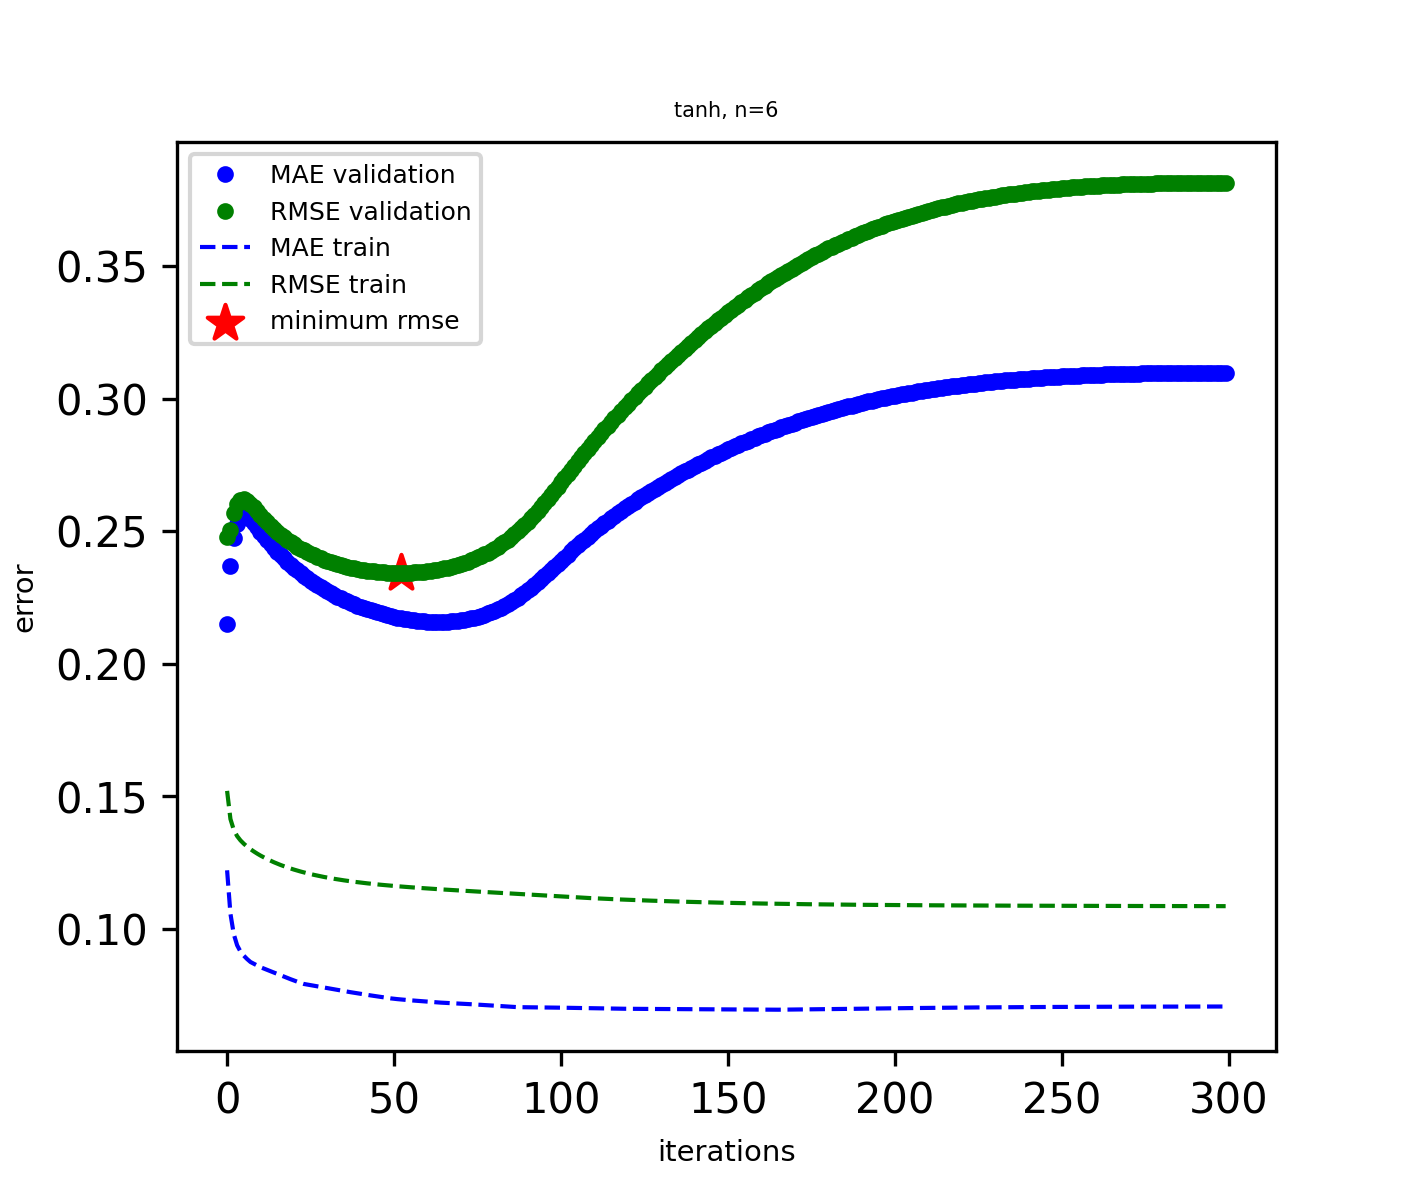 tanh, n=6
MAE validation
RMSE validation
MAE train
RMSE train
minimum rmse
error
0.35
0.30
0.25
0.20
0.15
0.10
0 50 100 150 200 250 300
iterations